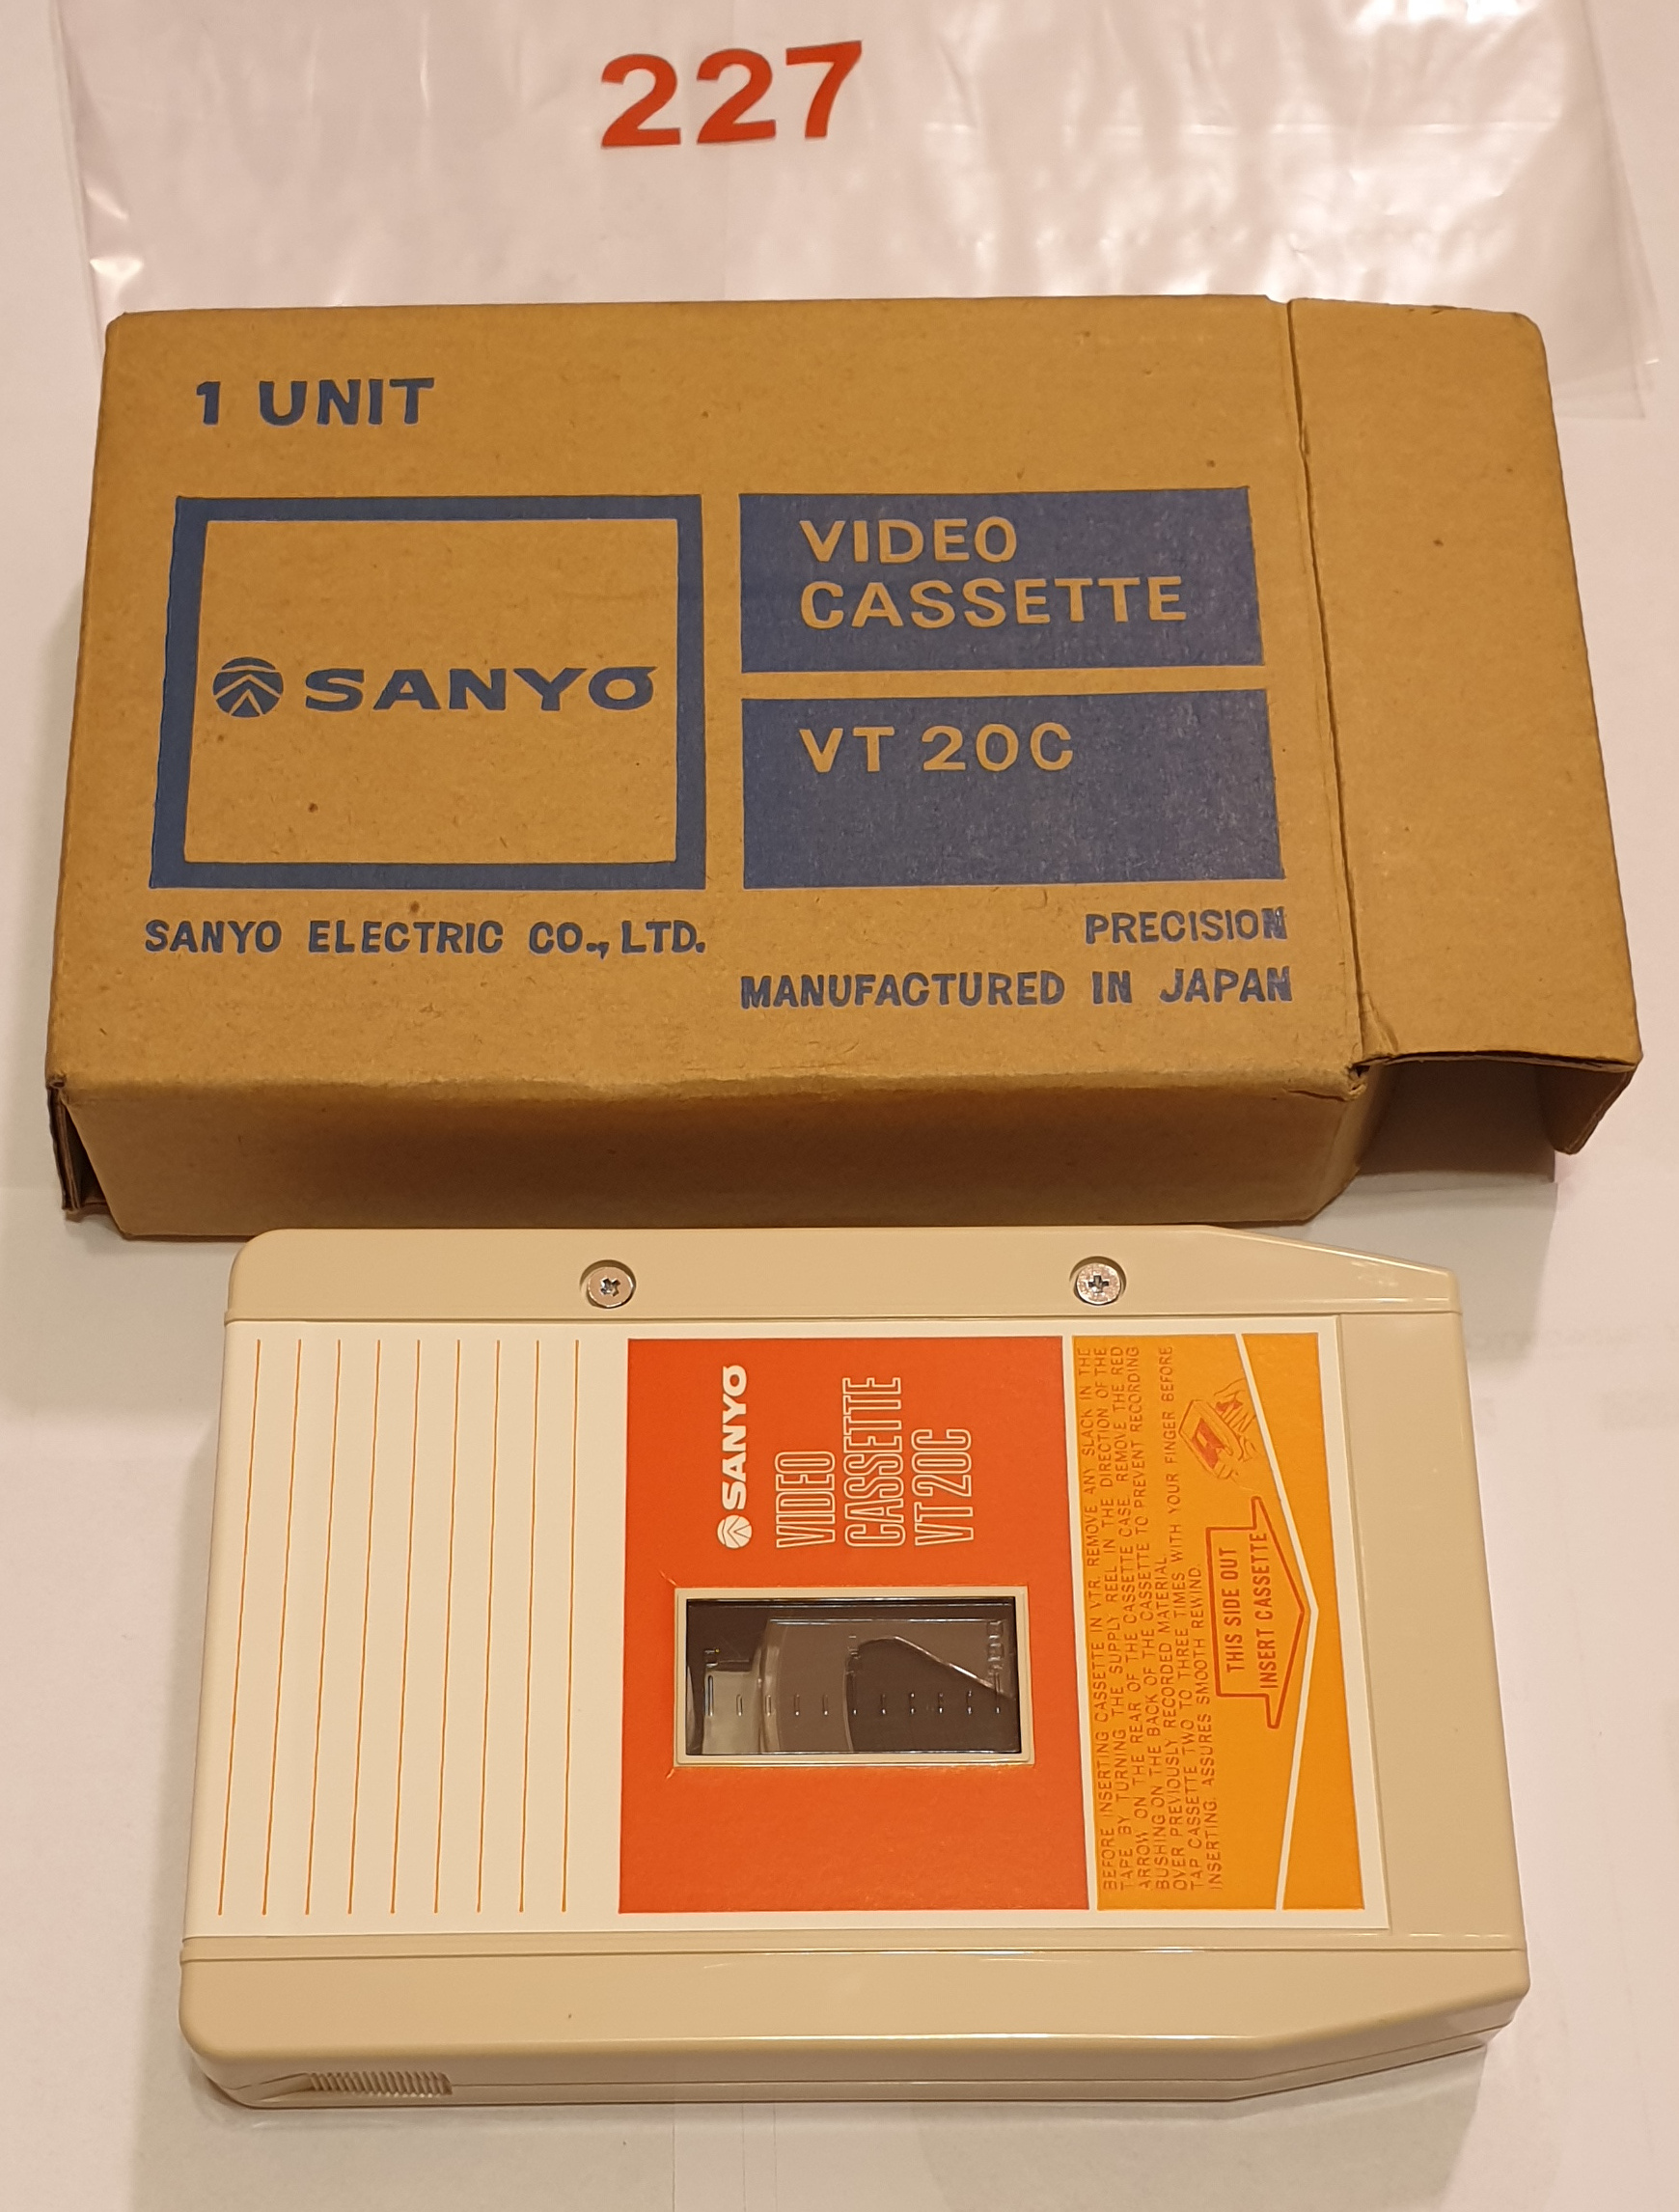 227
1 UNIT
SANYO
VIDEO
CASSETTE
VT 20C
SANYO ELECTRIC CO., LTD.
PRECISION
MANUFACTURED IN JAPAN
SANYO
VIDEO
CASSETTE
VT 20C
BEFORE INSERTING CASSETTE IN VTR, REMOVE ANY SLACK IN THE
TAPE BY TURNING THE SUPPLY REEL IN THE DIRECTION OF THE
ARROW ON THE REAR OF THE CASSETTE CASE. REMOVE THE RED
BUSHING ON THE BACK OF THE CASSETTE TO PREVENT RECORDING
OVER PREVIOUSLY RECORDED MATERIAL.
TAP CASSETTE TWO TO THREE TIMES WITH YOUR FINGER BEFORE
INSERTING. ASSURES SMOOTH REWIND.
THIS SIDE OUT
INSERT CASSETTE